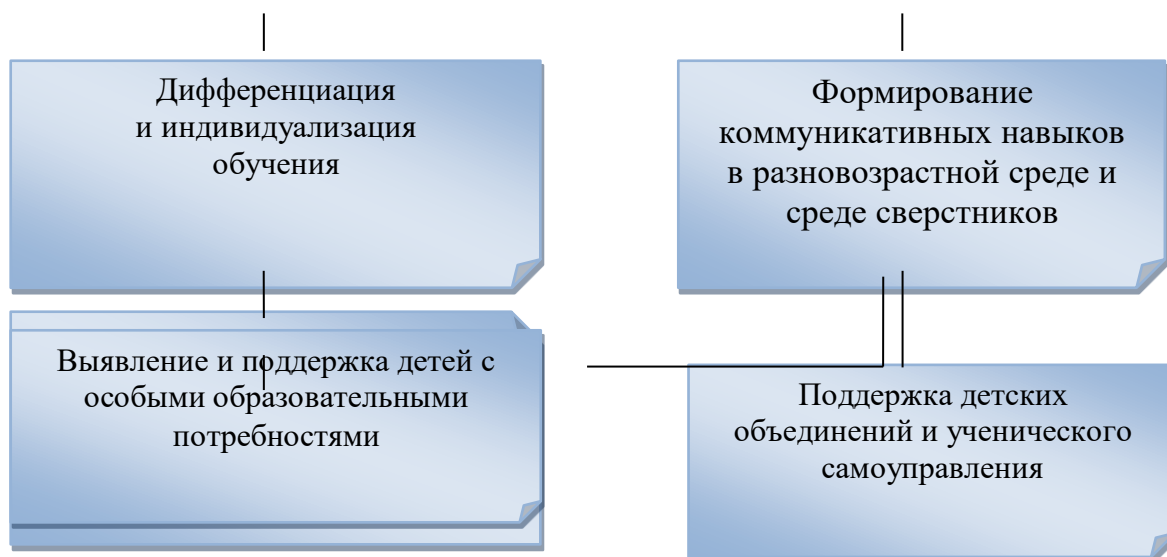 Дифференциация
и индивидуализация
обучения
Формирование
коммуникативных навыков
в разновозрастной среде и
среде сверстников
Выявление и поддержка детей с
особыми образовательными
потребностями
Поддержка детских
объединений и ученического
самоуправления